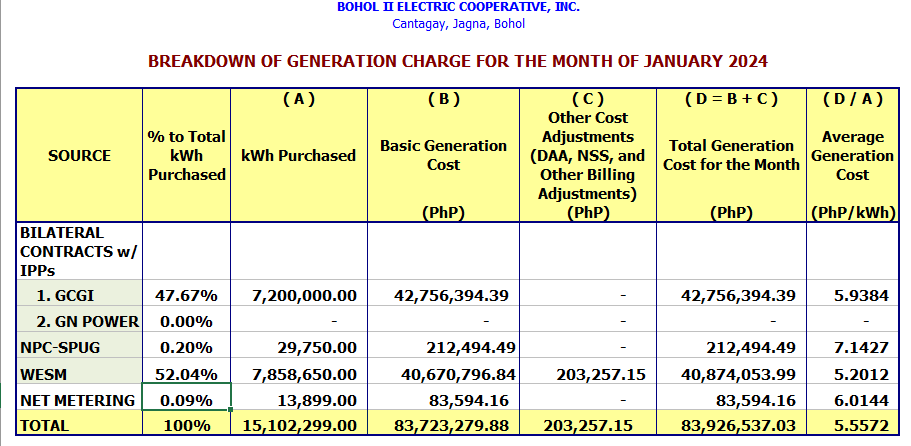 BOHOL II ELECTRIC COOPERATIVE, INC.
Cantagay, Jagna, Bohol
BREAKDOWN OF GENERATION CHARGE FOR THE MONTH OF JANUARY 2024
SOURCE
% to Total
kWh
Purchased
( A )
kWh Purchased
( B )
Basic Generation
Cost
(PhP)
( C )
Other Cost
Adjustments
(DAA, NSS, and
Other Billing
Adjustments)
(PhP)
( D = B + C )
Total Generation
Cost for the Month
(PhP)
( D / A )
Average
Generation
Cost
(PhP/kWh)
BILATERAL
CONTRACTS w/
IPPs
1. GCGI 47.67% 7,200,000.00 42,756,394.39 - 42,756,394.39 5.9384
2. GN POWER 0.00% - - - - -
NPC-SPUG 0.20% 29,750.00 212,494.49 - 212,494.49 7.1427
WESM 52.04% 7,858,650.00 40,670,796.84 203,257.15 40,874,053.99 5.2012
NET METERING 0.09% 13,899.00 83,594.16 - 83,594.16 6.0144
TOTAL 100% 15,102,299.00 83,723,279.88 203,257.15 83,926,537.03 5.5572